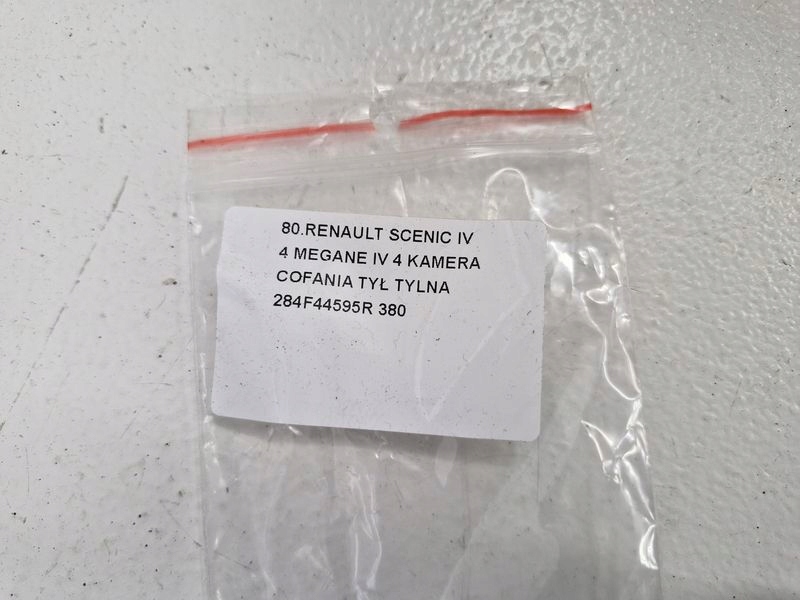 80.RENAULT SCENIC IV
4 MEGANE IV 4 KAMERA
COFANIA TYŁ TYLNA
284F44595R 380